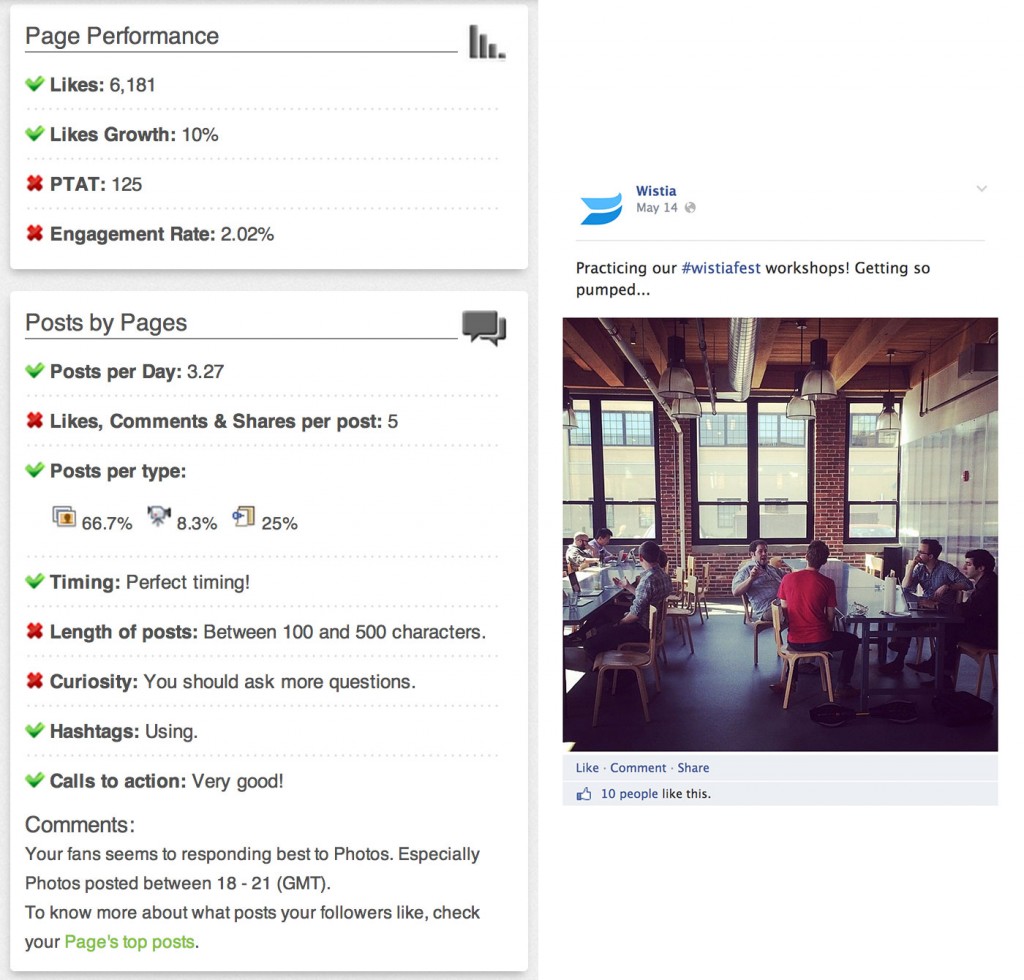 Page Performance
Likes: 6,181
Likes Growth: 10%
PTAT: 125
Engagement Rate: 2.02%
Posts by Pages
Posts per Day: 3.27
Likes, Comments & Shares per post: 5
Posts per type:
66.7% 8.3% 25%
Timing: Perfect timing!
Length of posts: Between 100 and 500 characters.
Curiosity: You should ask more questions.
Hashtags: Using.
Calls to action: Very good!
Comments:
Your fans seems to responding best to Photos. Especially
Photos posted between 18 - 21 (GMT).
To know more about what posts your followers like, check
your Page's top posts.
Wistia
May 14
Practicing our #wistiafest workshops! Getting so
pumped...
Like · Comment · Share
10 people like this.